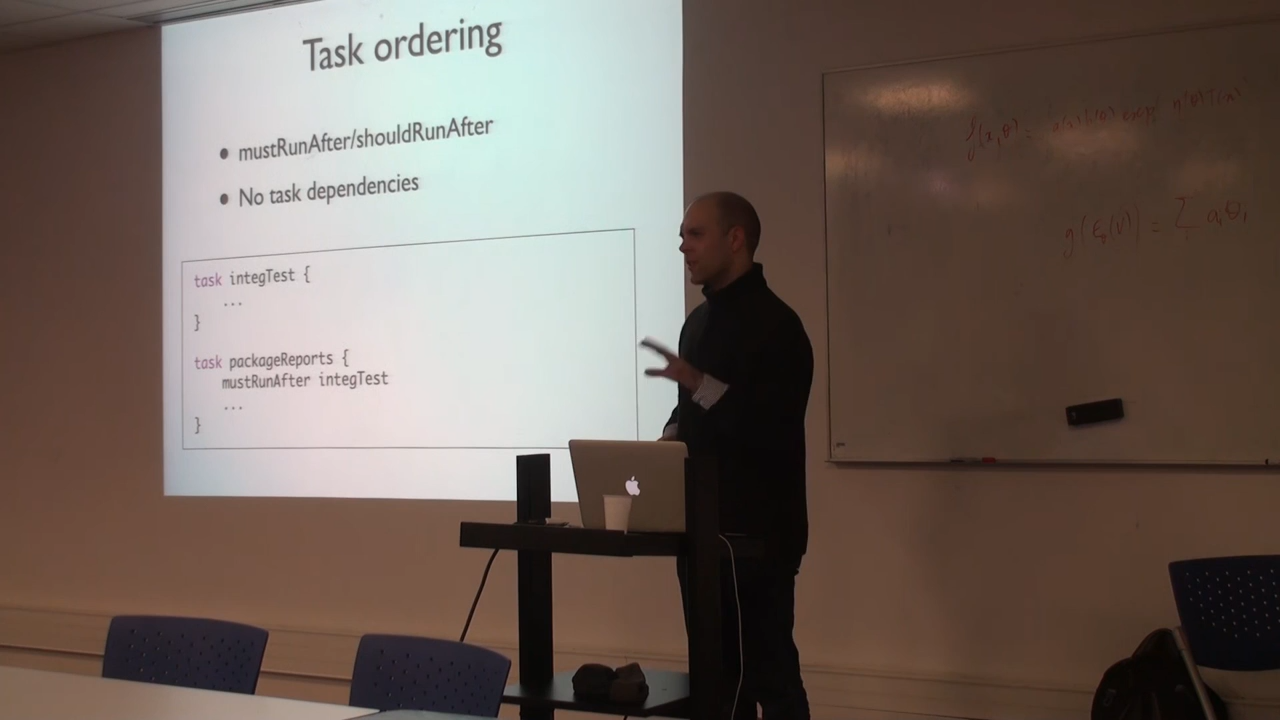 Task ordering
• mustRunAfter/shouldRunAfter
• No task dependencies
task integTest {
...
}
task packageReports {
mustRunAfter integTest
...
}
f(x,θ) =